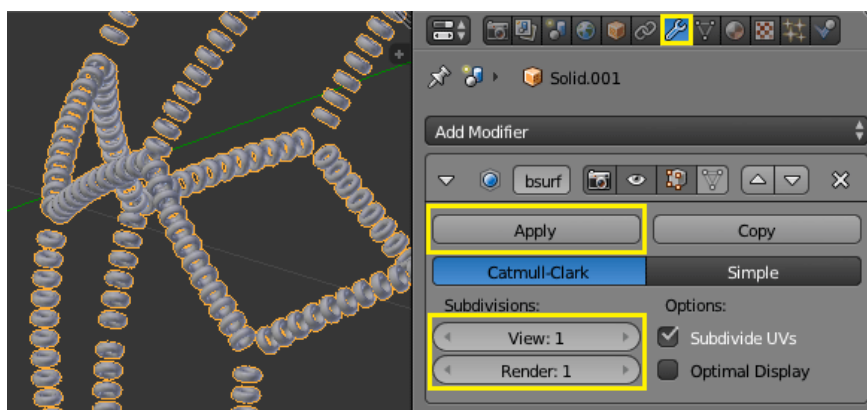 Solid.001
Add Modifier
bsurf
Apply Copy
Catmull-Clark Simple
Subdivisions: Options:
View: 1 Subdivide UVs
Render: 1 Optimal Display